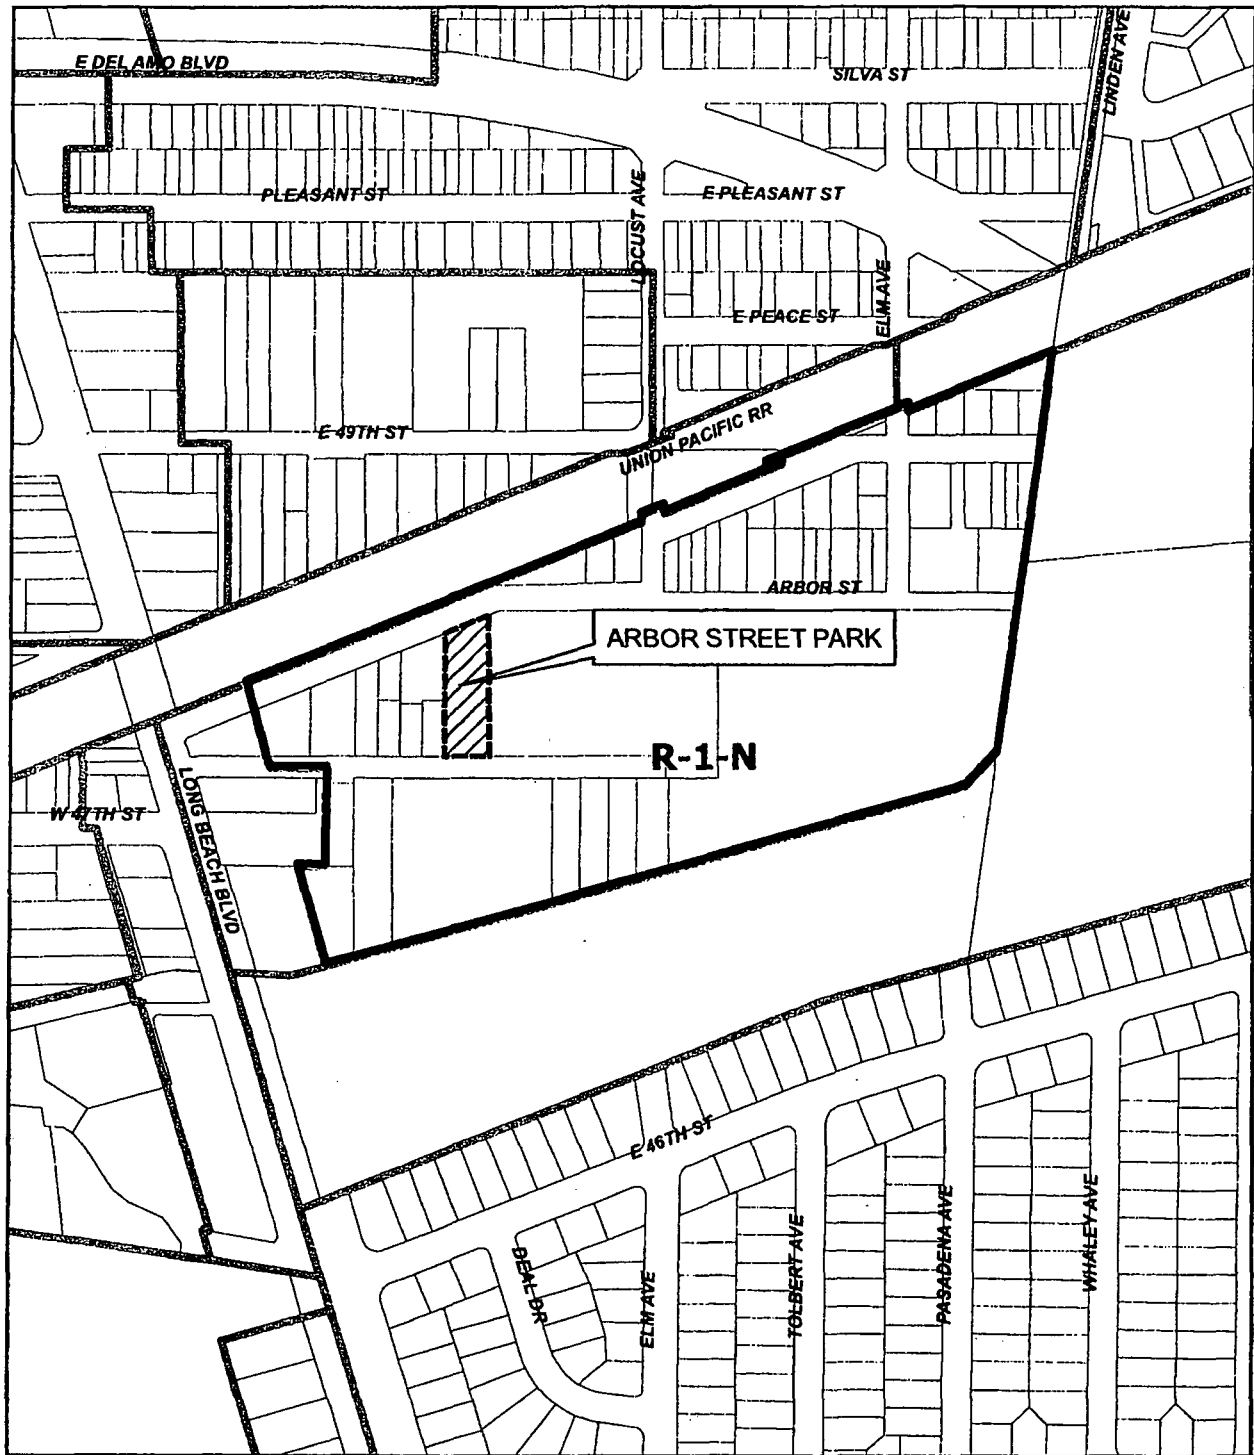 E DEL AMO BLVD
SILVA ST
LINDEN AVE
PLEASANT ST
LOCUST AVE
E PLEASANT ST
ELM AVE
E PEACE ST
E 49TH ST
UNION PACIFIC RR
ARBOR ST
ARBOR STREET PARK
R-1-N
W 47TH ST
LONG BEACH BLVD
E 46TH ST
DEAL DR
ELM AVE
TOLBERT AVE
PASADENA AVE
WHALEY AVE